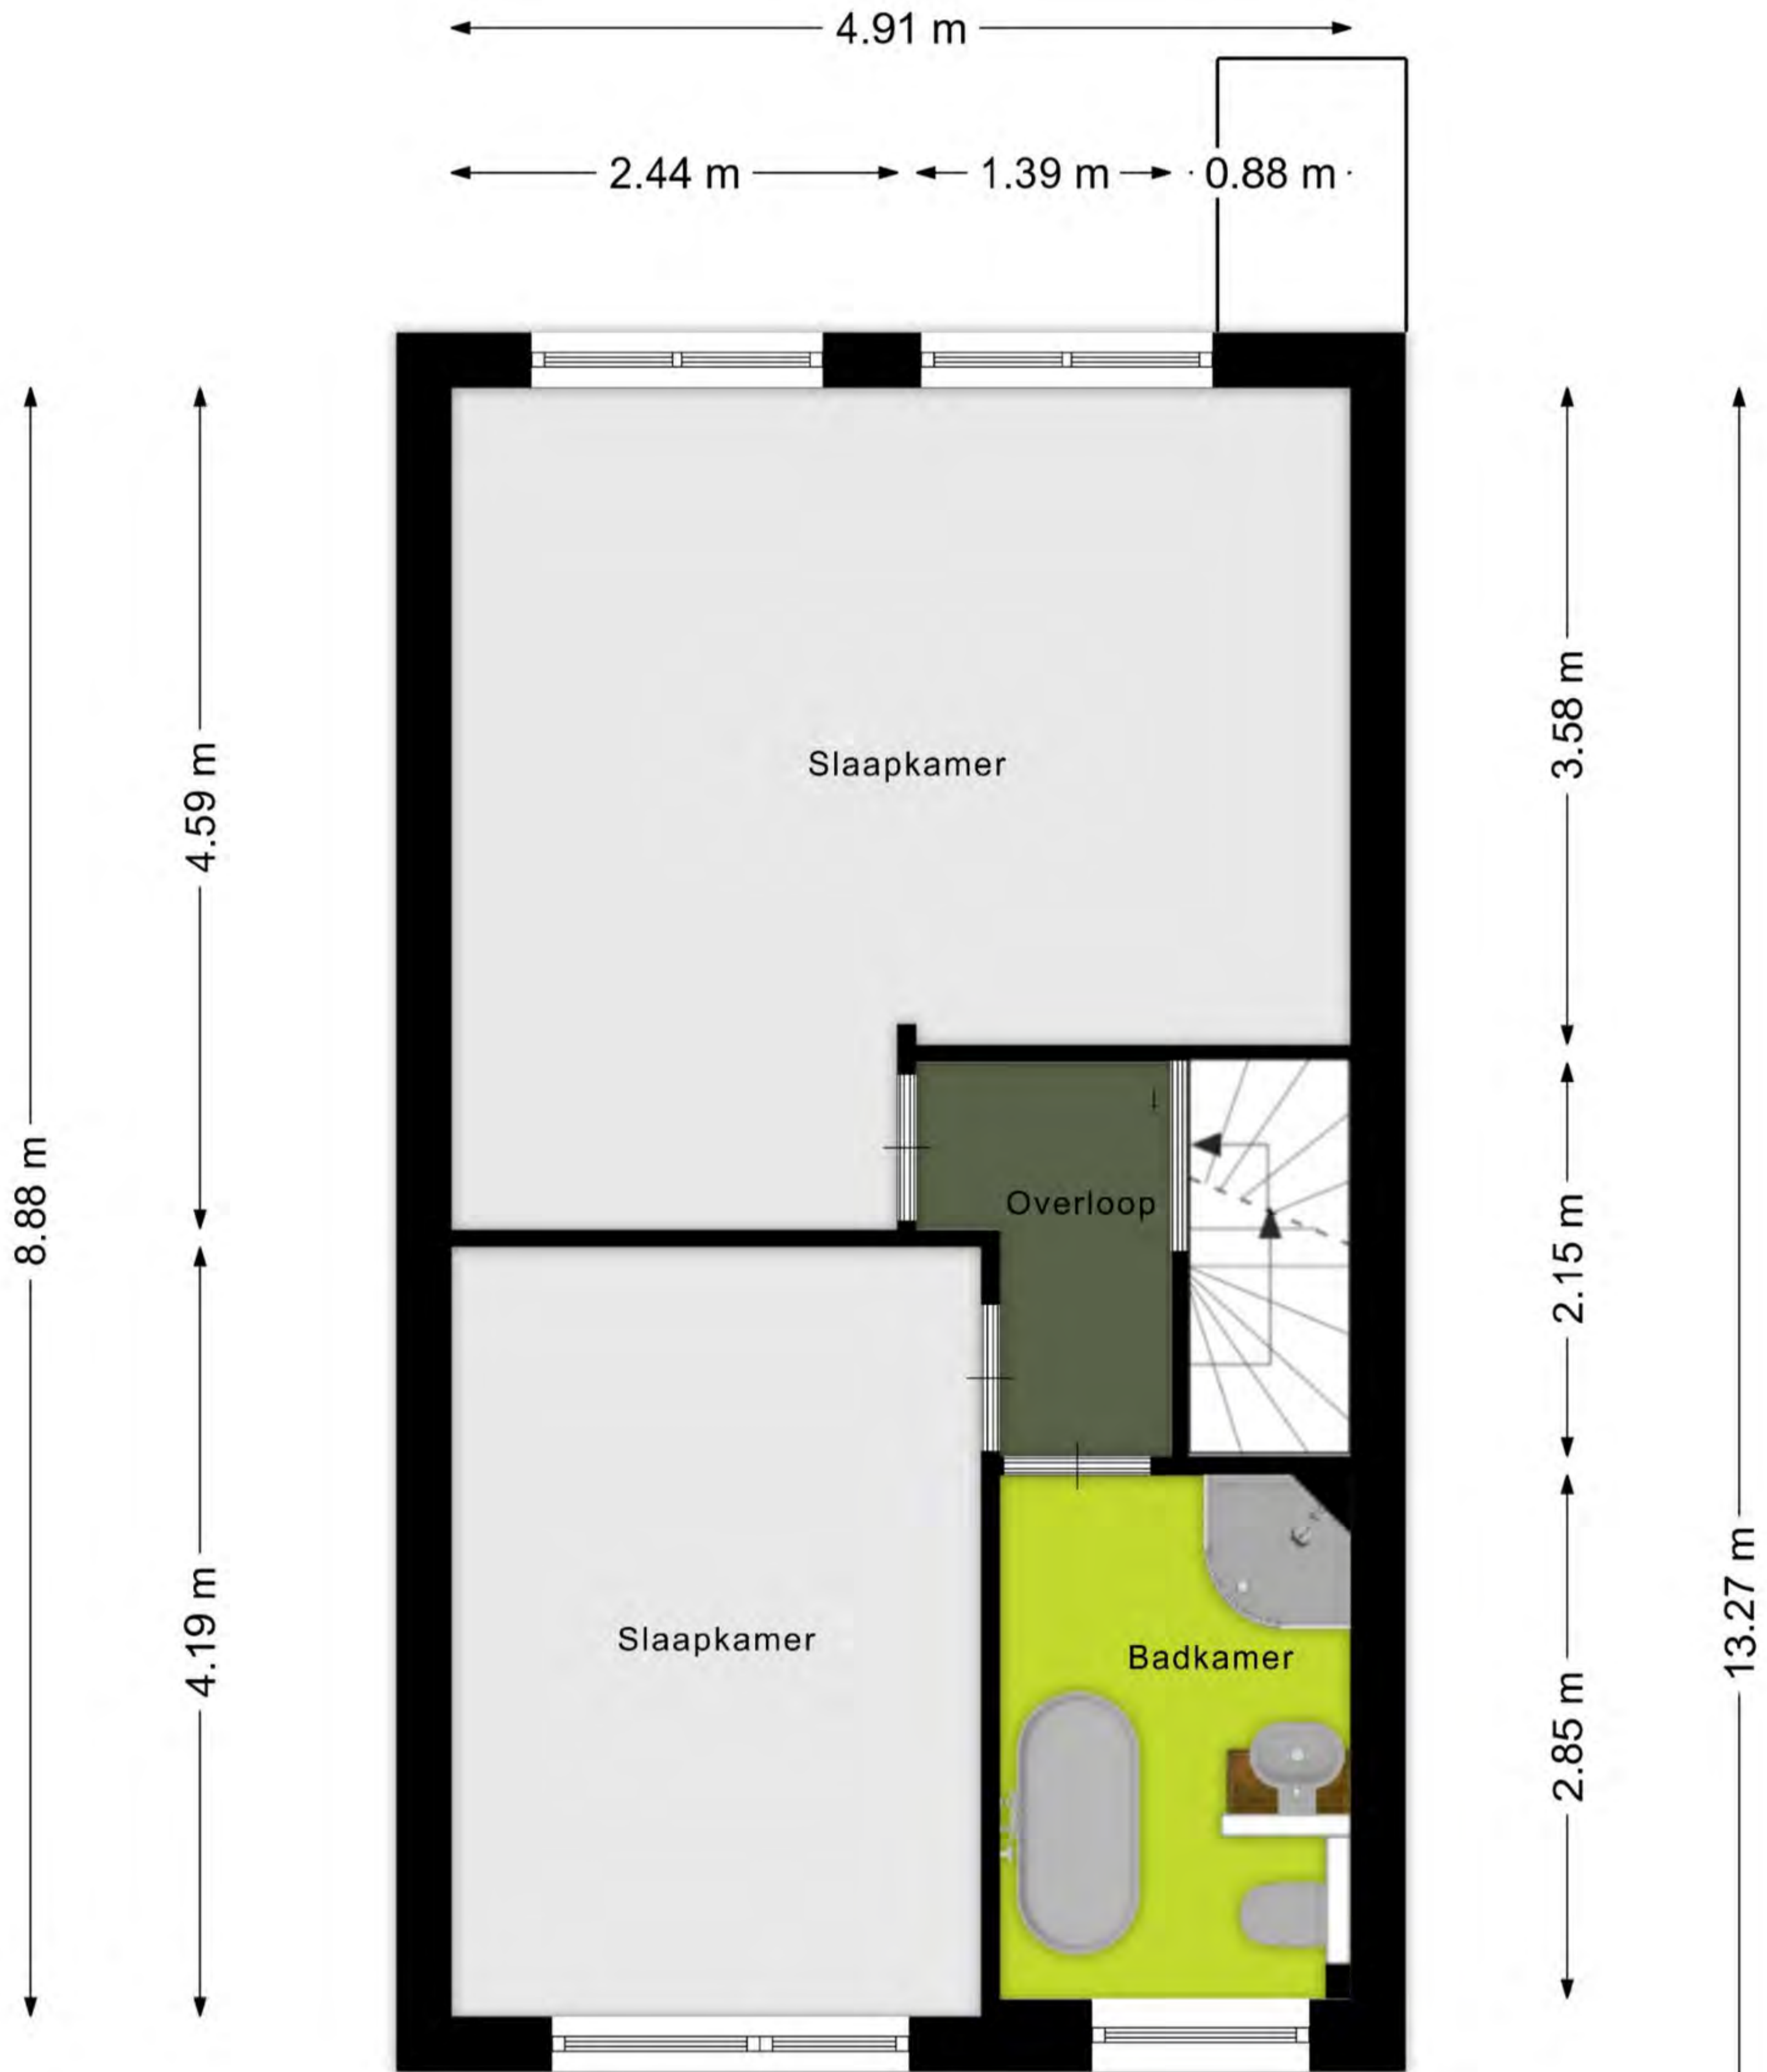 4.91 m
2.44 m
1.39 m
0.88 m
3.58 m
4.59 m
Slaapkamer
8.88 m
Overloop
2.15 m
4.19 m
Slaapkamer
Badkamer
2.85 m
13.27 m